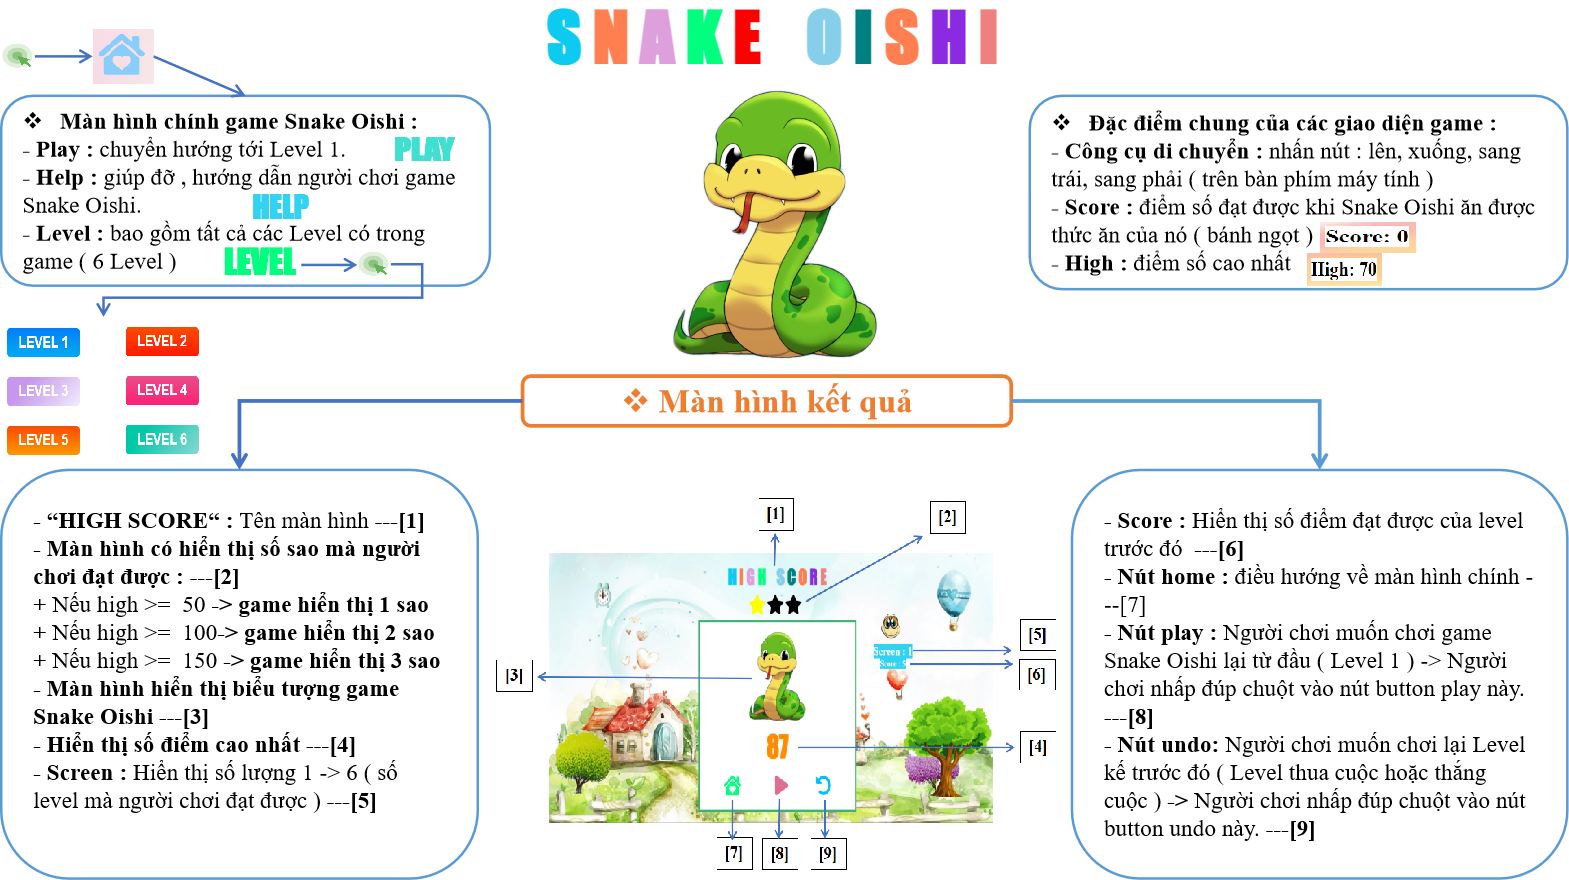 SNAKE OISHI
❖ Màn hình chính game Snake Oishi :
- Play : chuyển hướng tới Level 1. PLAY
- Help : giúp đỡ , hướng dẫn người chơi game
Snake Oishi. HELP
- Level : bao gồm tất cả các Level có trong
game ( 6 Level ) LEVEL
LEVEL 1 LEVEL 2
LEVEL 3 LEVEL 4
LEVEL 5 LEVEL 6
❖ Đặc điểm chung của các giao diện game :
- Công cụ di chuyển : nhấn nút : lên, xuống, sang
trái, sang phải ( trên bàn phím máy tính )
- Score : điểm số đạt được khi Snake Oishi ăn được
thức ăn của nó ( bánh ngọt ) Score: 0
- High : điểm số cao nhất High: 70
❖ Màn hình kết quả
- “HIGH SCORE“ : Tên màn hình ---[1]
- Màn hình có hiển thị số sao mà người
chơi đạt được : ---[2]
+ Nếu high >= 50 -> game hiển thị 1 sao
+ Nếu high >= 100-> game hiển thị 2 sao
+ Nếu high >= 150 -> game hiển thị 3 sao
- Màn hình hiển thị biểu tượng game
Snake Oishi ---[3]
- Hiển thị số điểm cao nhất ---[4]
- Screen : Hiển thị số lượng 1 -> 6 ( số
level mà người chơi đạt được ) ---[5]
[1]
[2]
HIGH SCORE
[5]
Screen : 1
[6]
[3]
87
[4]
[7] [8] [9]
- Score : Hiển thị số điểm đạt được của level
trước đó ---[6]
- Nút home : điều hướng về màn hình chính -
--[7]
- Nút play : Người chơi muốn chơi game
Snake Oishi lại từ đầu ( Level 1 ) -> Người
chơi nhấp đúp chuột vào nút button play này.
---[8]
- Nút undo: Người chơi muốn chơi lại Level
kế trước đó ( Level thua cuộc hoặc thắng
cuộc ) -> Người chơi nhấp đúp chuột vào nút
button undo này. ---[9]